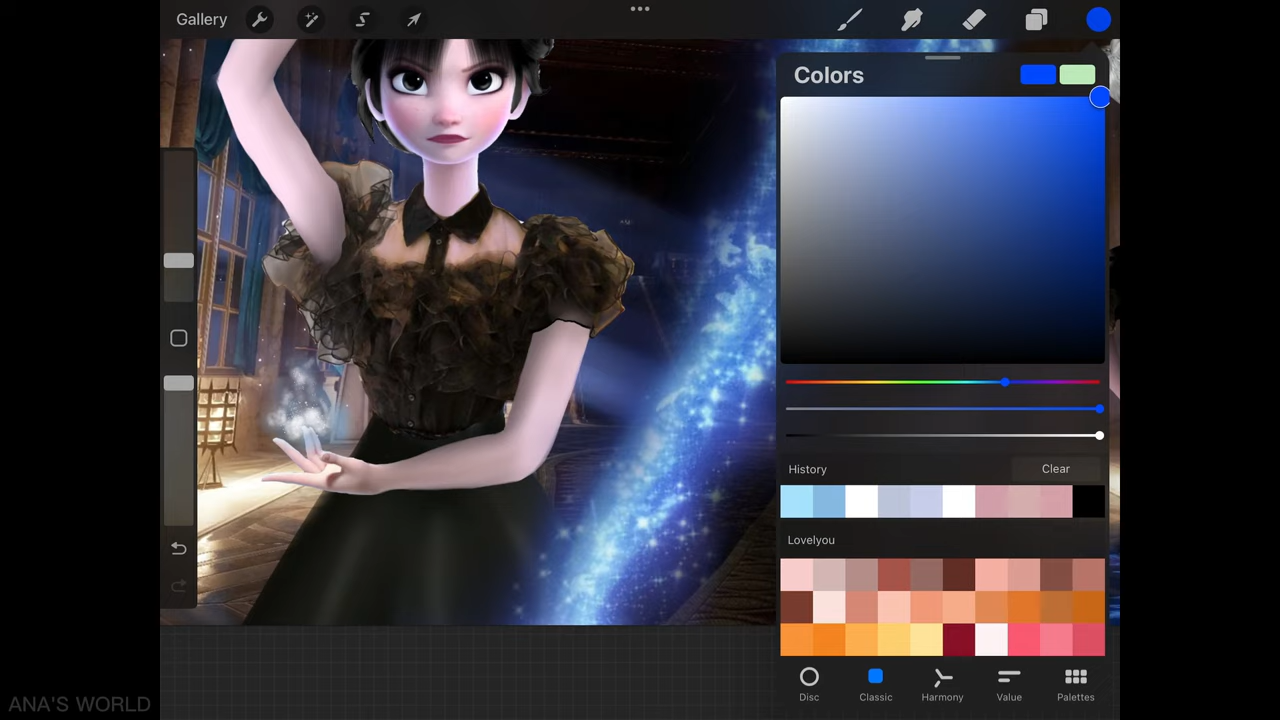 Gallery
Colors
History
Clear
Lovelyou
Disc
Classic
Harmony
Value
Palettes
ANA'S WORLD